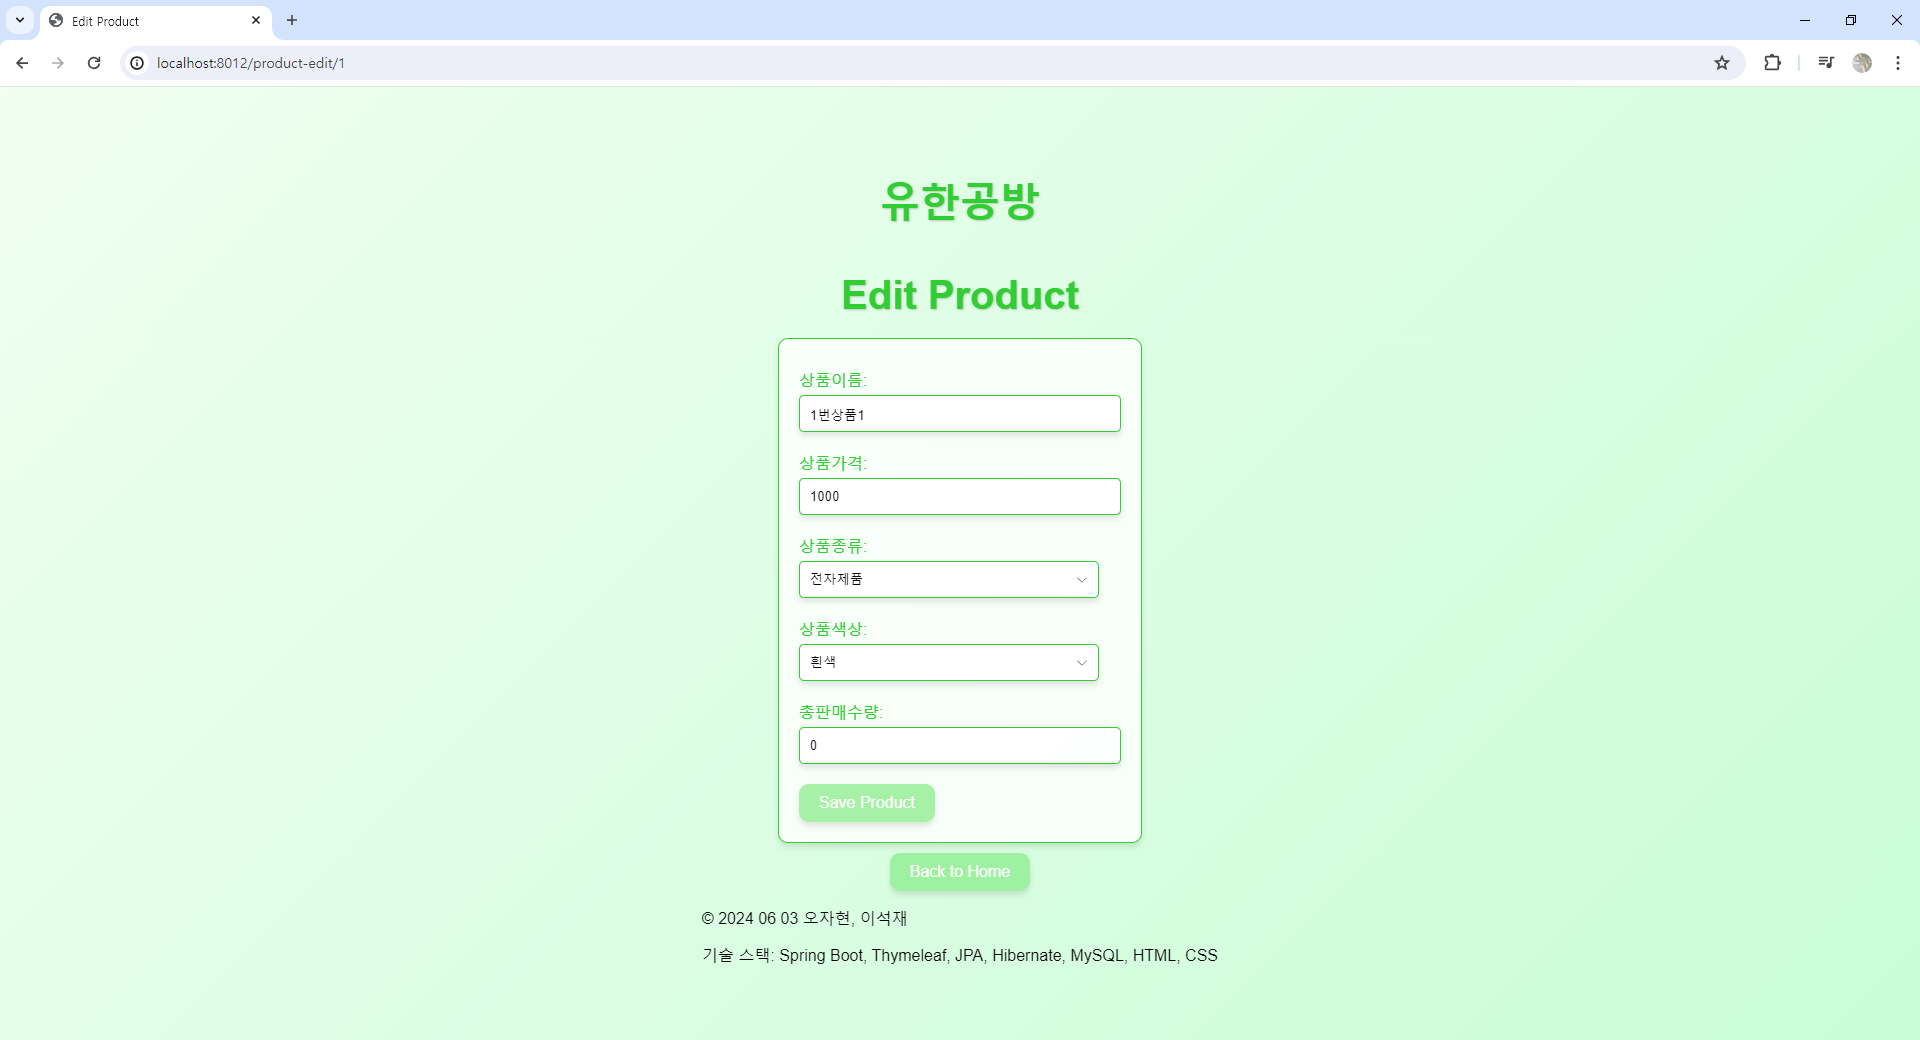 Edit Product
localhost:8012/product-edit/1
유한공방
Edit Product
상품이름:
1번상품1
상품가격:
1000
상품종류:
전자제품
상품색상:
흰색
총판매수량:
0
Save Product
Back to Home
© 2024 06 03 오자현, 이석재
기술 스택: Spring Boot, Thymeleaf, JPA, Hibernate, MySQL, HTML, CSS